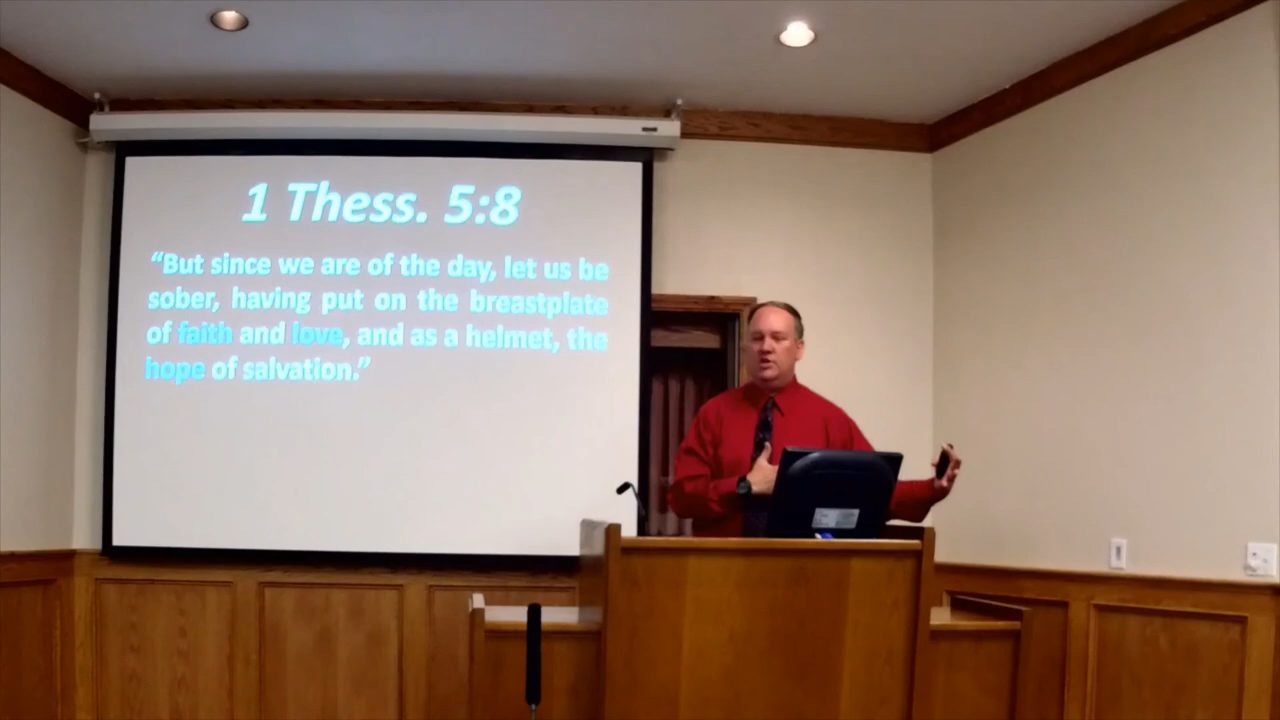 1 Thess. 5:8
“But since we are of the day, let us be
sober, having put on the breastplate
of faith and love, and as a helmet, the
hope of salvation.”